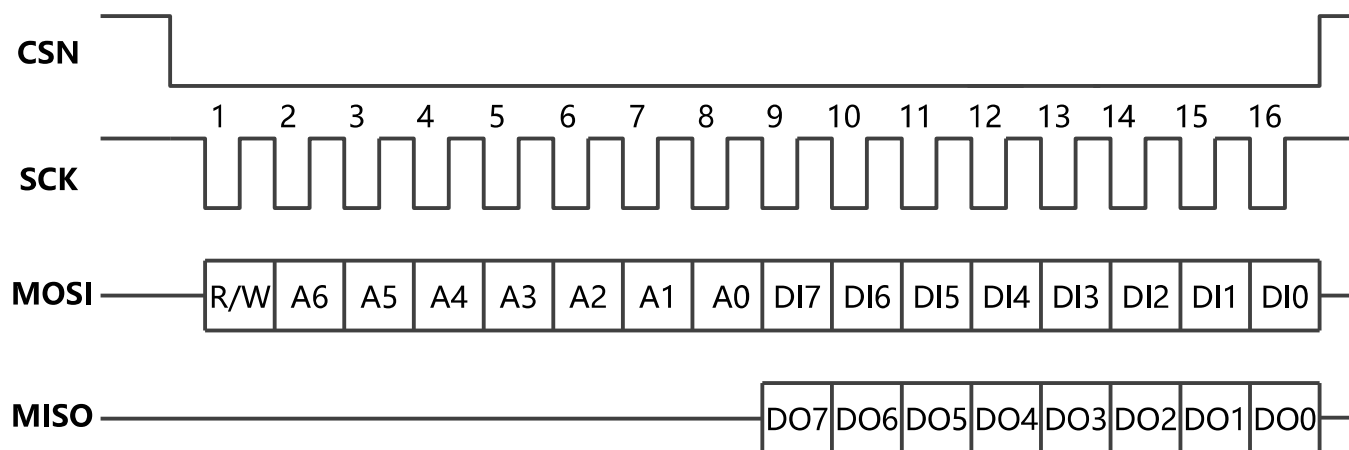 CSN
1 2 3 4 5 6 7 8 9 10 11 12 13 14 15 16
SCK
MOSI R/W A6 A5 A4 A3 A2 A1 A0 DI7 DI6 DI5 DI4 DI3 DI2 DI1 DI0
MISO DO7 DO6 DO5 DO4 DO3 DO2 DO1 DO0